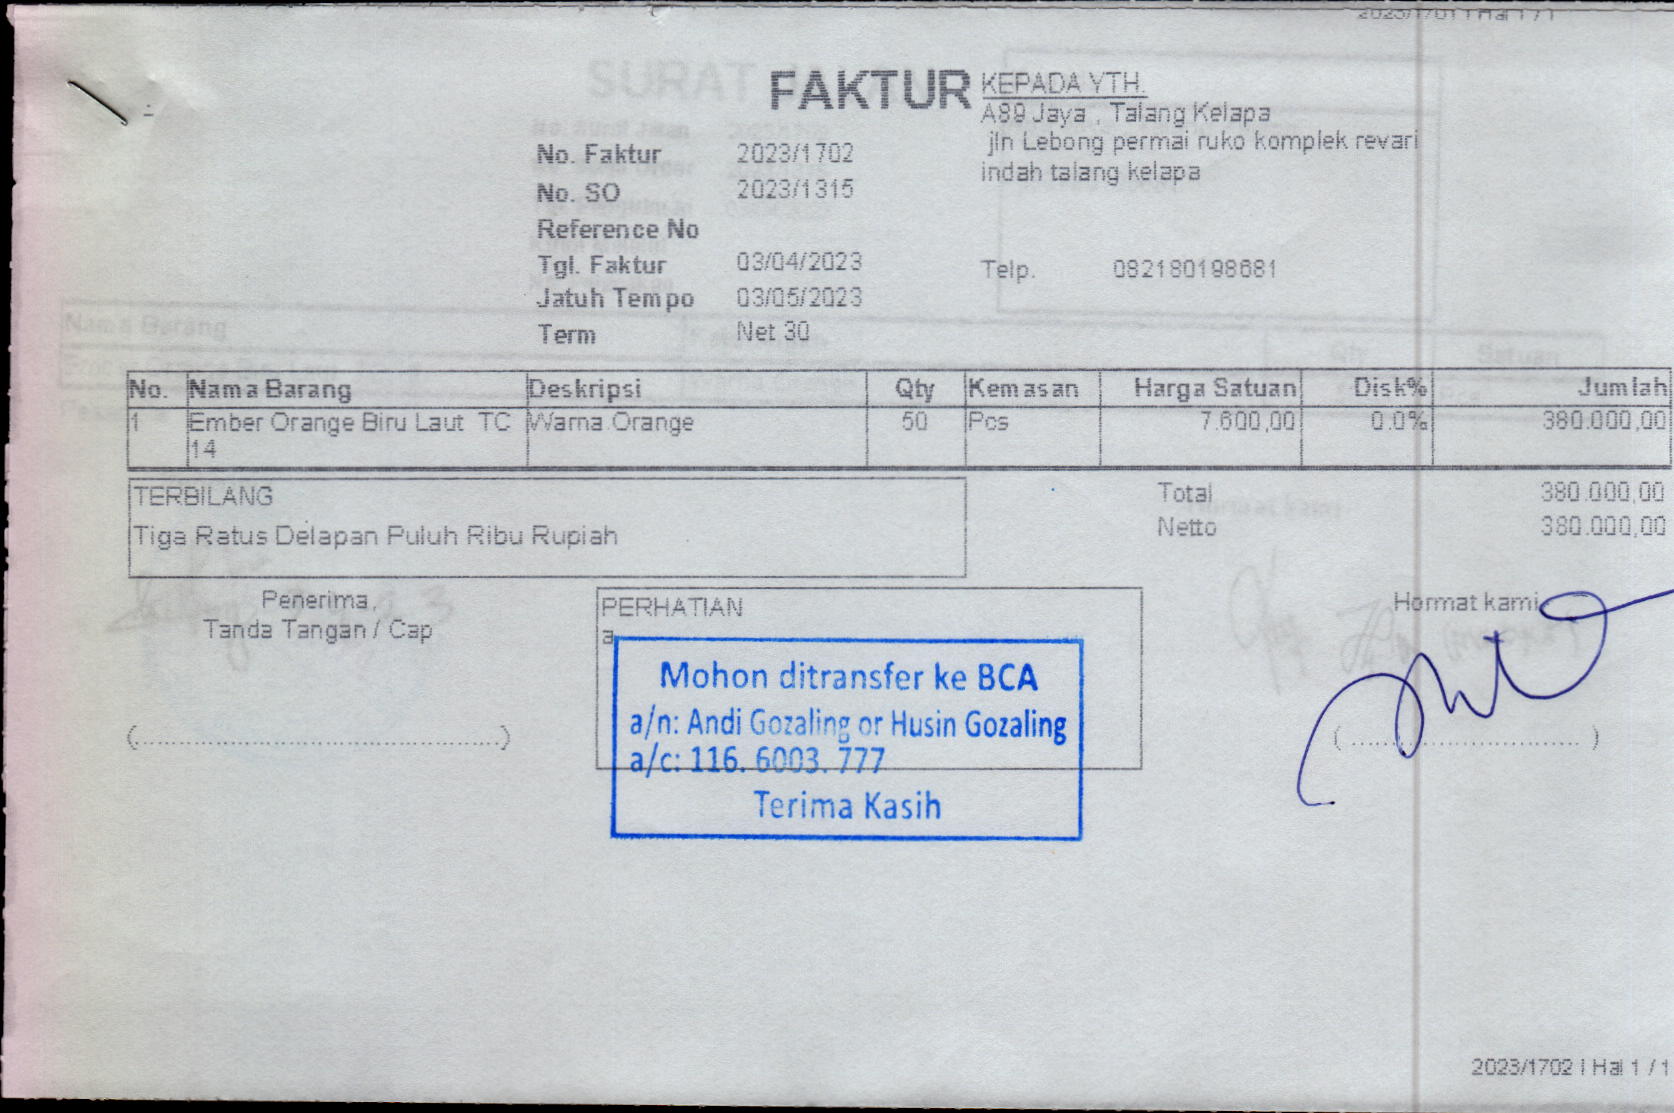 2023/1701 | Hal 1 / 1
FAKTUR
KEPADA YTH.
A89 Jaya , Talang Kelapa
jln Lebong permai ruko komplek revari
indah talang kelapa
No. Faktur 2023/1702
No. SO 2023/1315
Reference No
Tgl. Faktur 03/04/2023
Telp. 082180198681
Jatuh Tempo 03/05/2023
Term Net 30
No. Nama Barang Deskripsi Qty Kemasan Harga Satuan Disk% Jumlah
1 Ember Orange Biru Laut TC Warna Orange 50 Pcs 7.600,00 0.0% 380.000,00
14
TERBILANG
Tiga Ratus Delapan Puluh Ribu Rupiah
Total 380.000,00
Netto 380.000,00
Penerima,
Tanda Tangan / Cap
(........................................................)
PERHATIAN
a
Mohon ditransfer ke BCA
a/n: Andi Gozaling or Husin Gozaling
a/c: 116. 6003. 777
Terima Kasih
Hormat kami
( ................................... )
2023/1702 | Hal 1 / 1